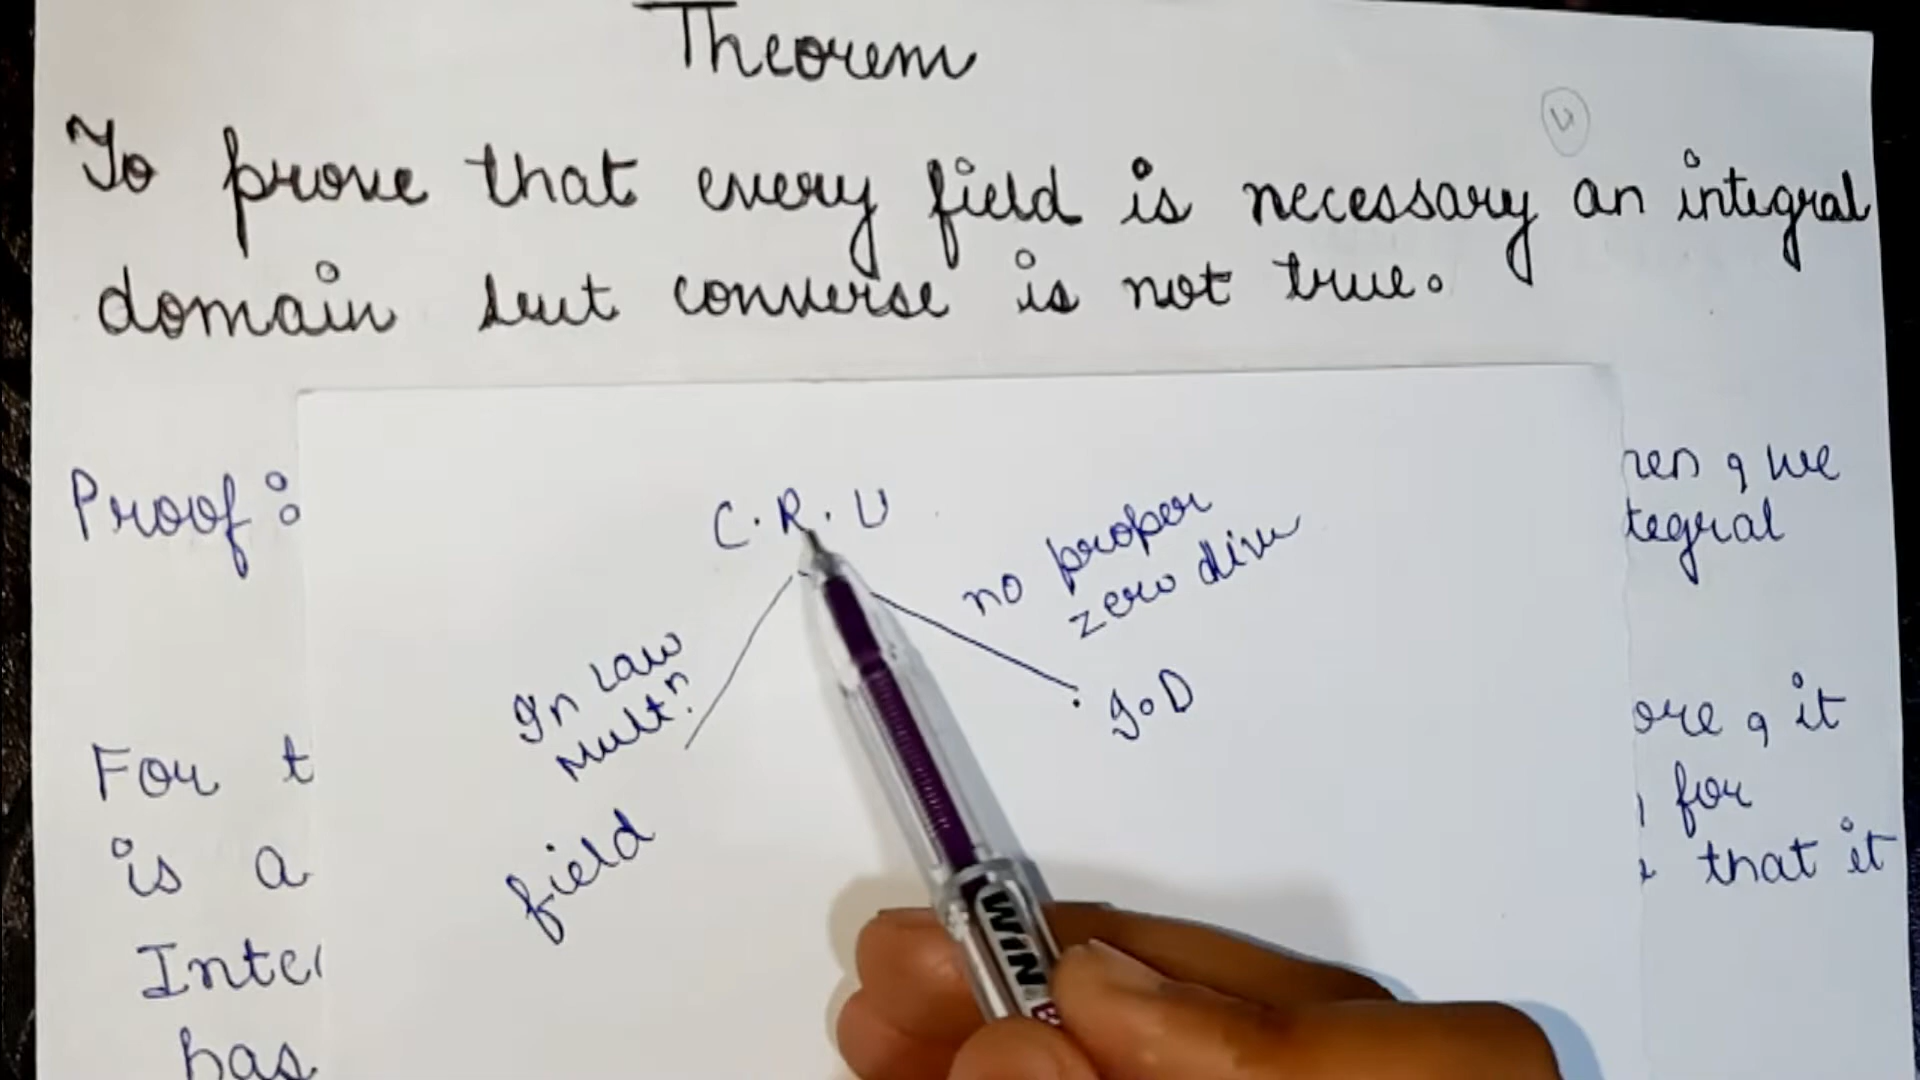 Theorem
To prove that every field is necessary an integral
domain but converse is not true.
Proof :
we
tegral
C.R.U
no proper
zero div
In Law
Multn.
I.D
field
For t
ore, it
for
is a
that it
Inte
has
WIN